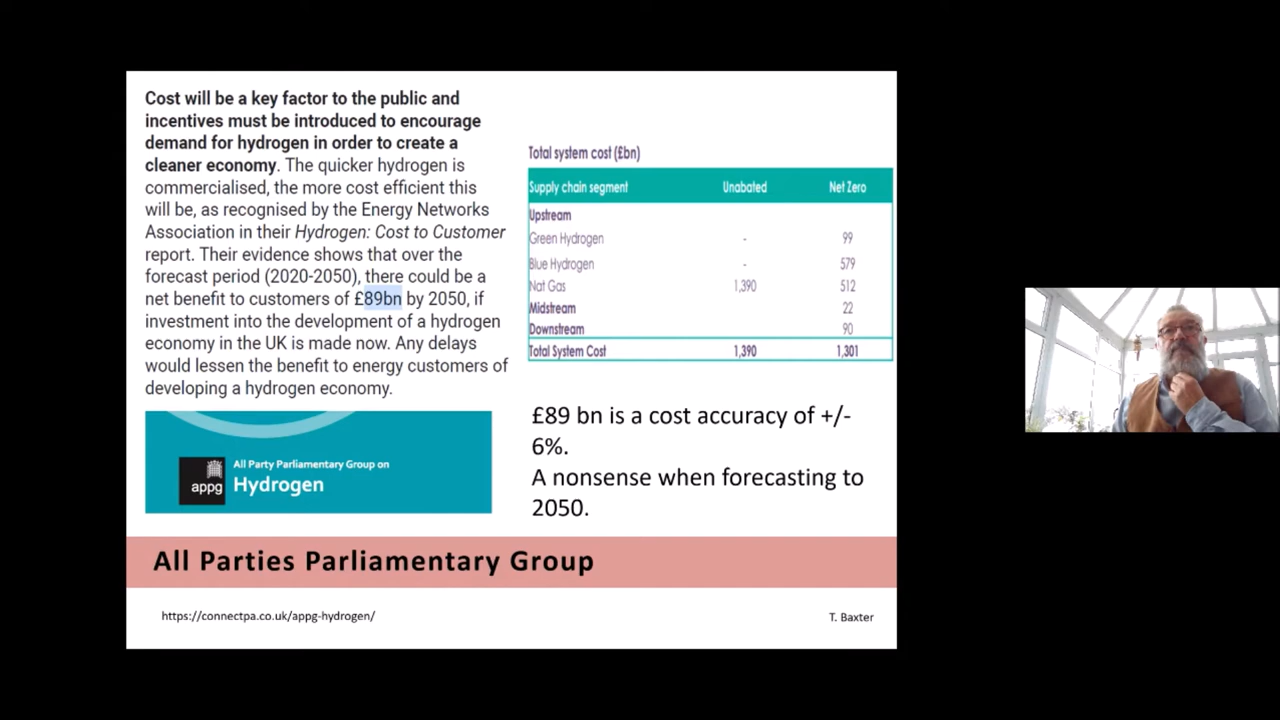 Cost will be a key factor to the public and
incentives must be introduced to encourage
demand for hydrogen in order to create a
cleaner economy. The quicker hydrogen is
commercialised, the more cost efficient this
will be, as recognised by the Energy Networks
Association in their Hydrogen: Cost to Customer
report. Their evidence shows that over the
forecast period (2020-2050), there could be a
net benefit to customers of £89bn by 2050, if
investment into the development of a hydrogen
economy in the UK is made now. Any delays
would lessen the benefit to energy customers of
developing a hydrogen economy.
appg
All Party Parliamentary Group on
Hydrogen
Total system cost (£bn)
Supply chain segment Unabated Net Zero
Upstream
Green Hydrogen - 99
Blue Hydrogen - 579
Nat Gas 1,390 512
Midstream 22
Downstream 90
Total System Cost 1,390 1,301
£89 bn is a cost accuracy of +/-
6%.
A nonsense when forecasting to
2050.
All Parties Parliamentary Group
https://connectpa.co.uk/appg-hydrogen/
T. Baxter